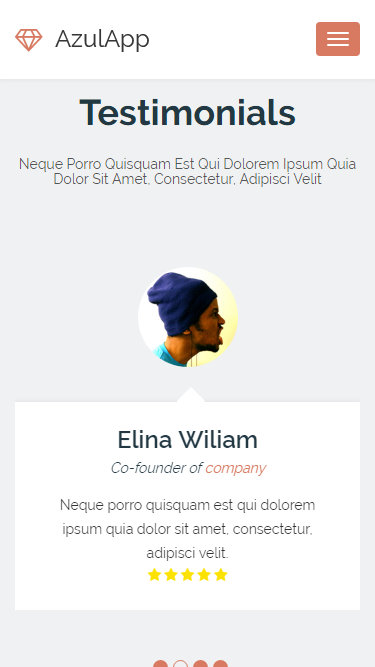 AzulApp
Testimonials
Neque Porro Quisquam Est Qui Dolorem Ipsum Quia
Dolor Sit Amet, Consectetur, Adipisci Velit
Elina Wiliam
Co-founder of company
Neque porro quisquam est qui dolorem
ipsum quia dolor sit amet, consectetur,
adipisci velit.